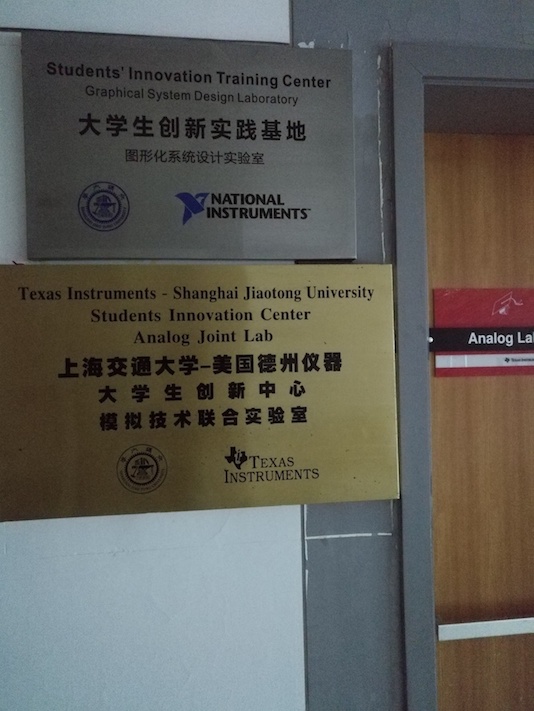 Students' Innovation Training Center
Graphical System Design Laboratory
大学生创新实践基地
图形化系统设计实验室
NATIONAL
INSTRUMENTS™
Texas Instruments - Shanghai Jiaotong University
Students Innovation Center
Analog Joint Lab
上海交通大学-美国德州仪器
大学生创新中心
模拟技术联合实验室
TEXAS
INSTRUMENTS
Analog La